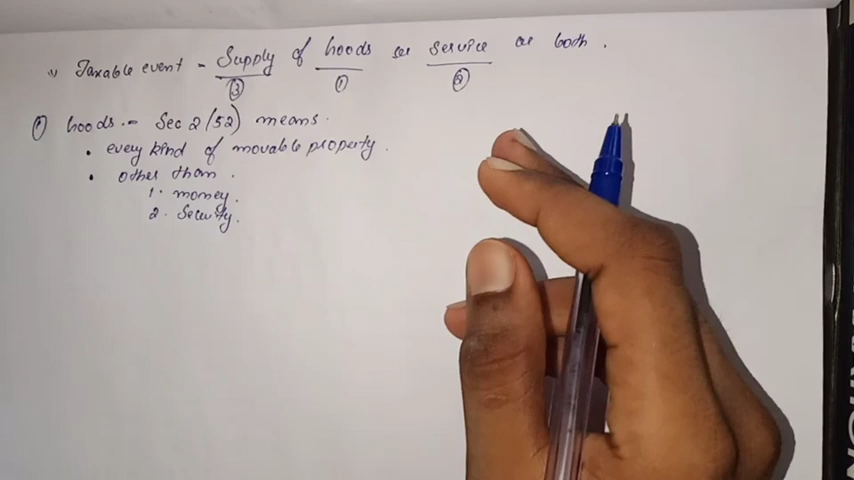 1) Taxable event - Supply of Goods or service or both.
③ ① ②
① Goods - Sec 2(52) means.
• every kind of movable property.
• other than.
1. money.
2. Security.